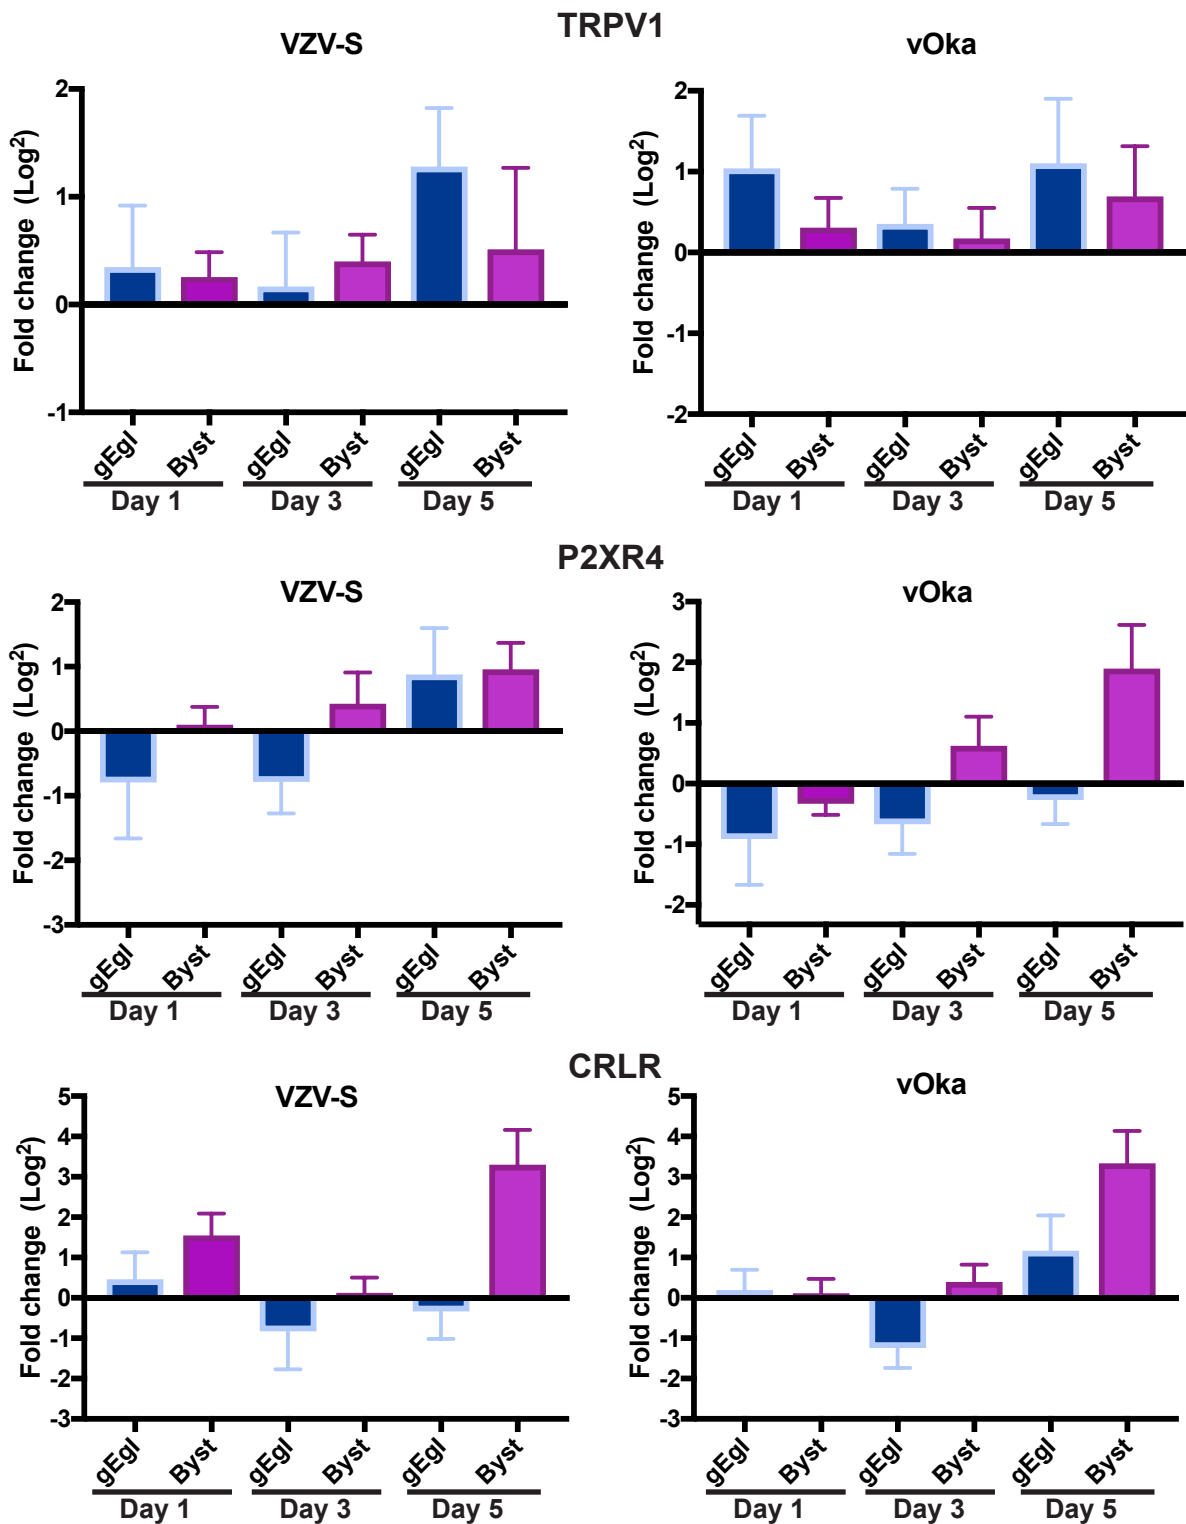 TRPV1
VZV-S
vOka
Fold change (Log²)
2
1
0
-1
gEgI
Byst
gEgI
Byst
gEgI
Byst
Day 1
Day 3
Day 5
Fold change (Log²)
2
1
0
-1
-2
gEgI
Byst
gEgI
Byst
gEgI
Byst
Day 1
Day 3
Day 5
P2XR4
VZV-S
vOka
Fold change (Log²)
2
1
0
-1
-2
-3
gEgI
Byst
gEgI
Byst
gEgI
Byst
Day 1
Day 3
Day 5
Fold change (Log²)
3
2
1
0
-1
-2
gEgI
Byst
gEgI
Byst
gEgI
Byst
Day 1
Day 3
Day 5
CRLR
VZV-S
vOka
Fold change (Log²)
5
4
3
2
1
0
-1
-2
-3
gEgI
Byst
gEgI
Byst
gEgI
Byst
Day 1
Day 3
Day 5
Fold change (Log²)
5
4
3
2
1
0
-1
-2
-3
gEgI
Byst
gEgI
Byst
gEgI
Byst
Day 1
Day 3
Day 5